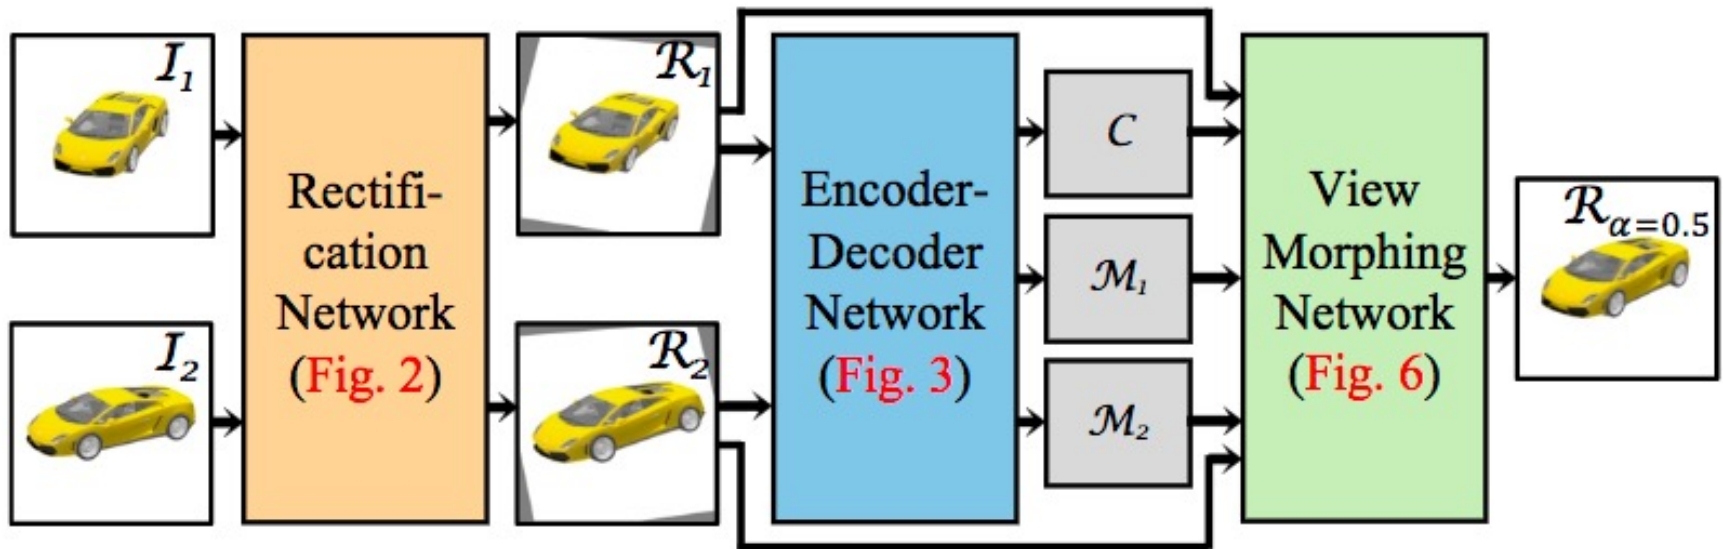 I₁
I₂
Rectifi-
cation
Network
(Fig. 2)
R₁
R₂
Encoder-
Decoder
Network
(Fig. 3)
C
M₁
M₂
View
Morphing
Network
(Fig. 6)
R α=0.5